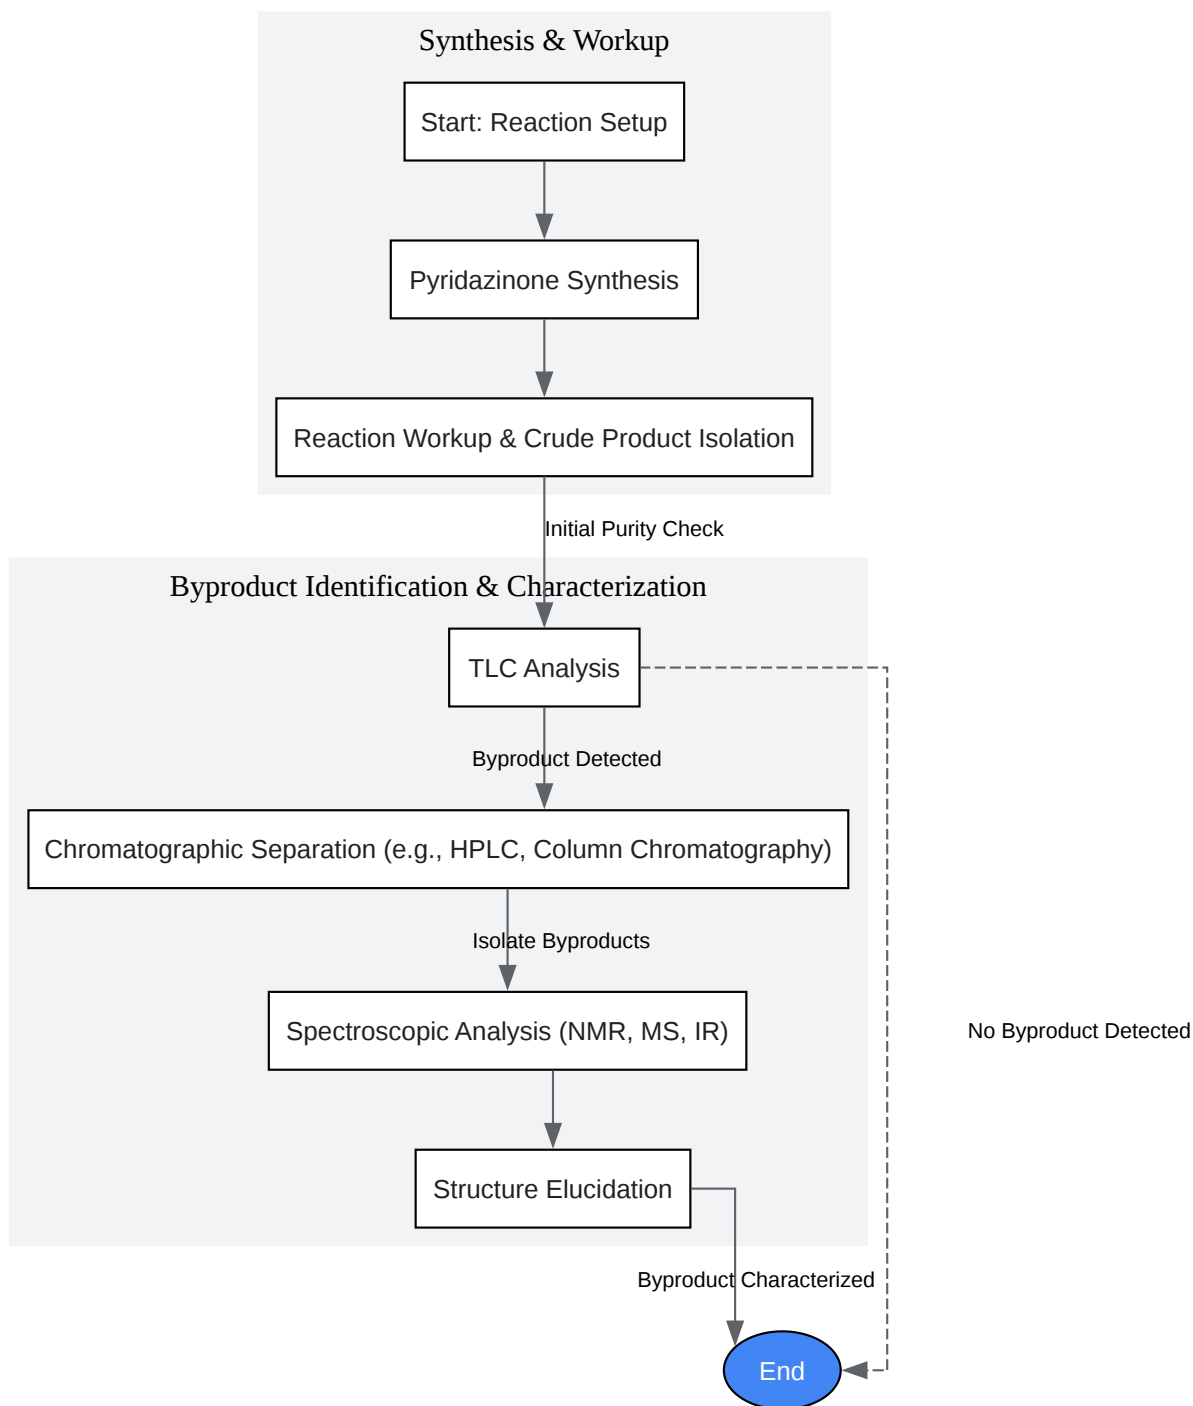 Synthesis & Workup
Start: Reaction Setup
Pyridazinone Synthesis
Reaction Workup & Crude Product Isolation
Initial Purity Check
Byproduct Identification & Characterization
TLC Analysis
Byproduct Detected
Chromatographic Separation (e.g., HPLC, Column Chromatography)
Isolate Byproducts
Spectroscopic Analysis (NMR, MS, IR)
No Byproduct Detected
Structure Elucidation
Byproduct Characterized
End